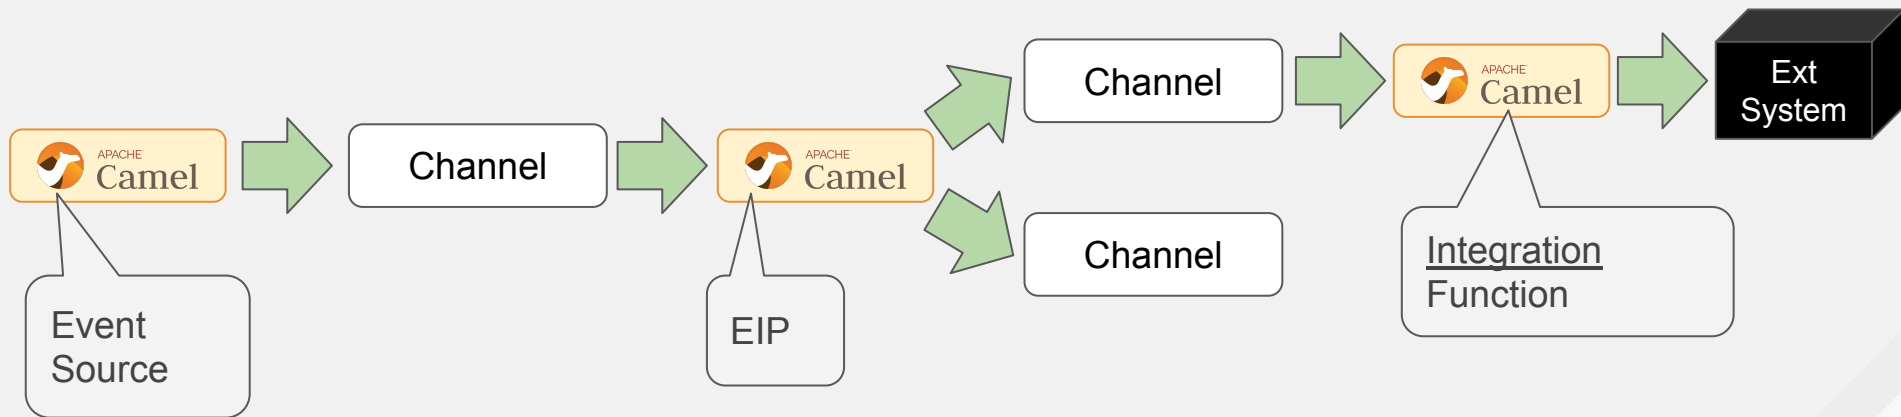 APACHE
Camel
Event
Source
Channel
APACHE
Camel
EIP
Channel
Channel
APACHE
Camel
Integration
Function
Ext
System